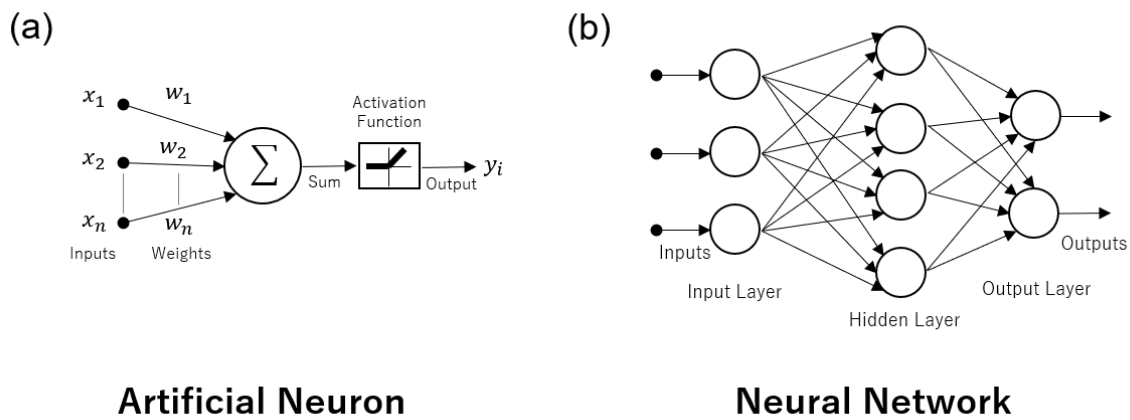 (a)
x₁
w₁
Activation
Function
x₂
w₂
∑
Sum
Output
yᵢ
xₙ
wₙ
Inputs
Weights
Artificial Neuron
(b)
Inputs
Input Layer
Hidden Layer
Output Layer
Outputs
Neural Network